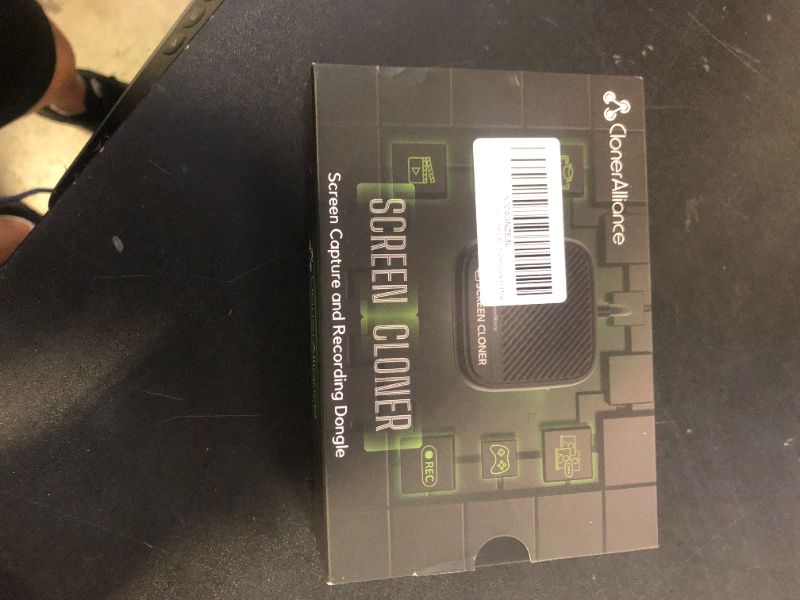 ClonerAlliance
SCREEN CLONER
REC
SCREEN CLONER
Screen Capture and Recording Dongle